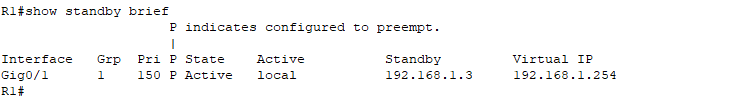 R1#show standby brief
P indicates configured to preempt.
|
Interface Grp Pri P State Active Standby Virtual IP
Gig0/1 1 150 P Active local 192.168.1.3 192.168.1.254
R1#